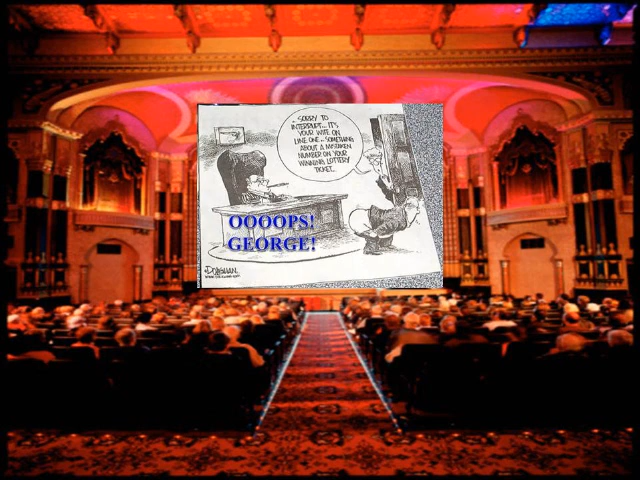 SORRY TO
INTERRUPT... IT'S
YOUR WIFE ON
LINE ONE... SOMETHING
ABOUT A MISTAKEN
NUMBER ON YOUR
WINNING LOTTERY
TICKET...
OOOOPS!
GEORGE!